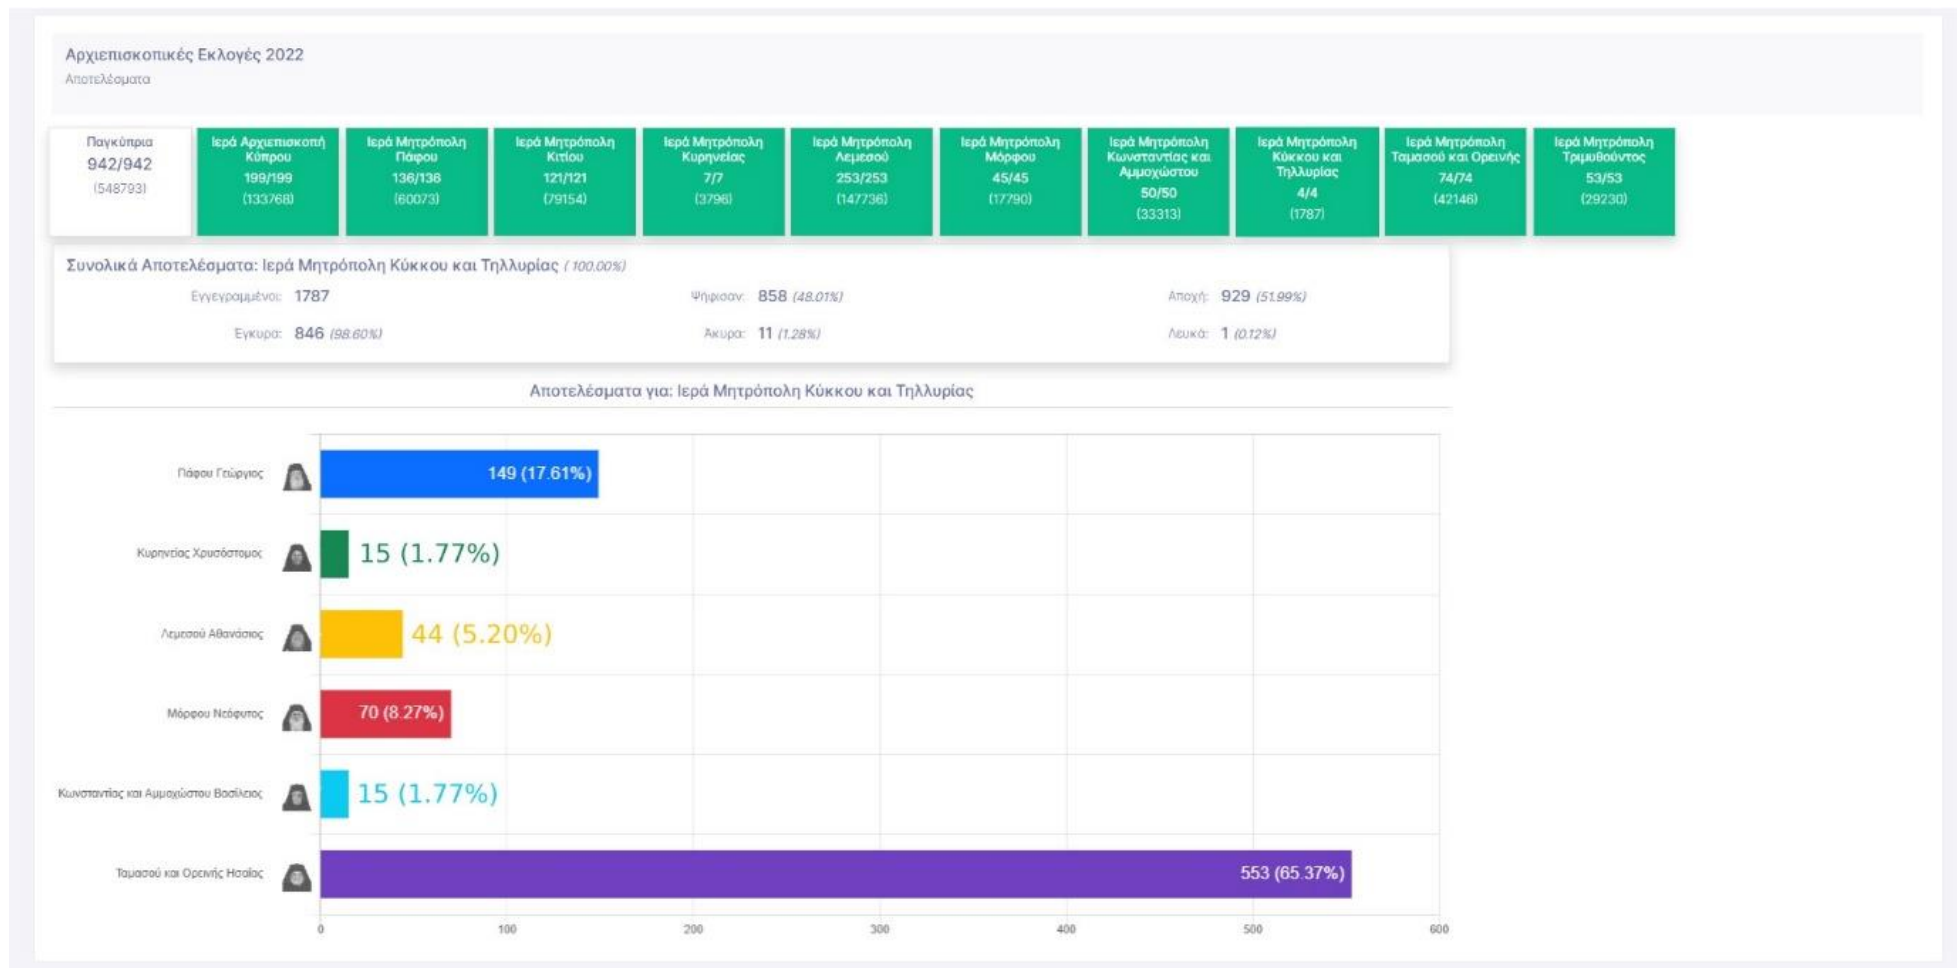 Αρχιεπισκοπικές Εκλογές 2022
Αποτελέσματα
Παγκύπρια
942/942
(548793)
Ιερά Αρχιεπισκοπή
Κύπρου
199/199
(133768)
Ιερά Μητρόπολη
Πάφου
136/136
(60073)
Ιερά Μητρόπολη
Κιτίου
121/121
(79154)
Ιερά Μητρόπολη
Κυρηνείας
7/7
(3796)
Ιερά Μητρόπολη
Λεμεσού
253/253
(147736)
Ιερά Μητρόπολη
Μόρφου
45/45
(17790)
Ιερά Μητρόπολη
Κωνσταντίας και
Αμμοχώστου
50/50
(33313)
Ιερά Μητρόπολη
Κύκκου και
Τηλλυρίας
4/4
(1787)
Ιερά Μητρόπολη
Ταμασού και Ορεινής
74/74
(42146)
Ιερά Μητρόπολη
Τριμυθούντος
53/53
(29230)
Συνολικά Αποτελέσματα: Ιερά Μητρόπολη Κύκκου και Τηλλυρίας (100.00%)
Εγγεγραμμένοι: 1787 Ψήφισαν: 858 (48.01%) Αποχή: 929 (51.99%)
Έγκυρα: 846 (98.60%) Άκυρα: 11 (1.28%) Λευκά: 1 (0.12%)
Αποτελέσματα για: Ιερά Μητρόπολη Κύκκου και Τηλλυρίας
Πάφου Γεώργιος 149 (17.61%)
Κυρηνείας Χρυσόστομος 15 (1.77%)
Λεμεσού Αθανάσιος 44 (5.20%)
Μόρφου Νεόφυτος 70 (8.27%)
Κωνσταντίας και Αμμοχώστου Βασίλειος 15 (1.77%)
Ταμασού και Ορεινής Ησαΐας 553 (65.37%)
0 100 200 300 400 500 600